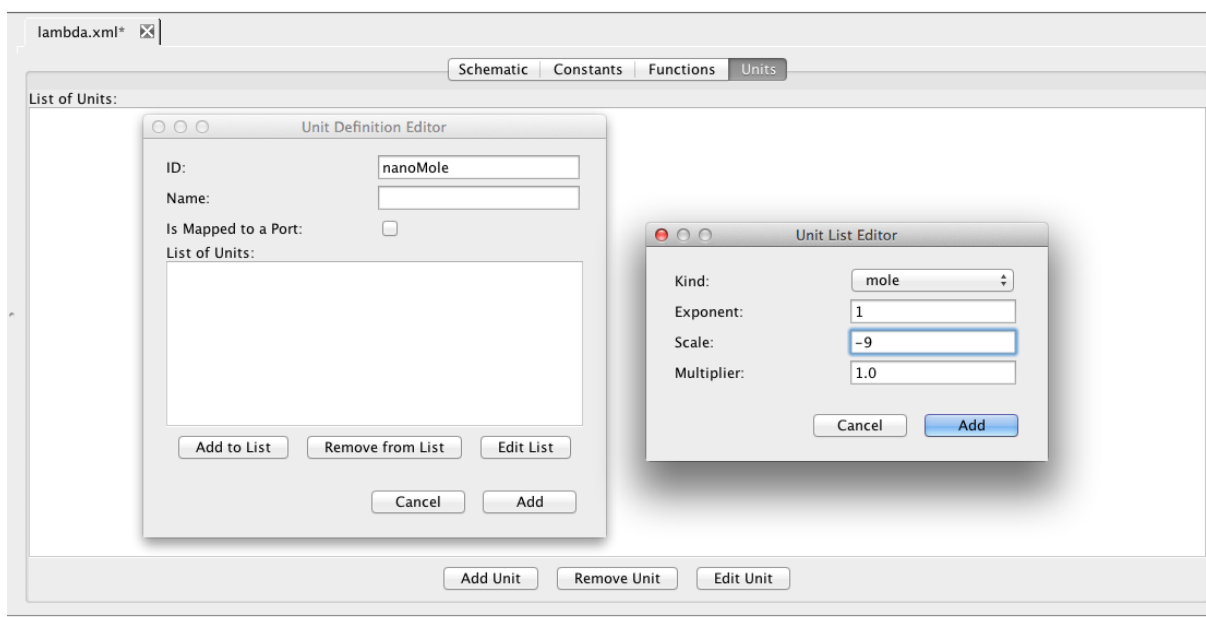 lambda.xml*
Schematic Constants Functions Units
List of Units:
Unit Definition Editor
ID: nanoMole
Name:
Is Mapped to a Port:
List of Units:
Add to List Remove from List Edit List
Cancel Add
Unit List Editor
Kind: mole
Exponent: 1
Scale: -9
Multiplier: 1.0
Cancel Add
Add Unit Remove Unit Edit Unit